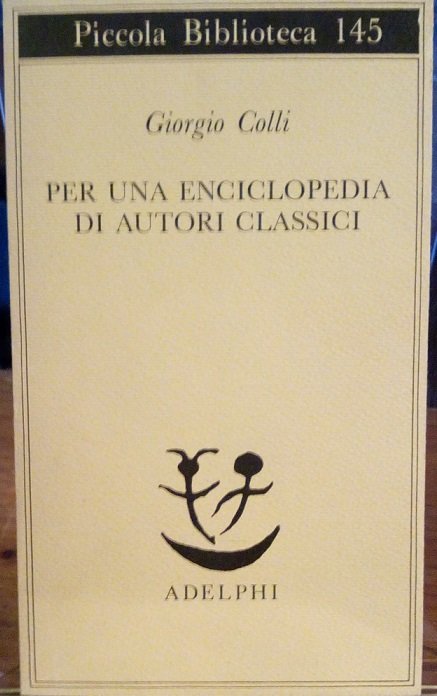 Piccola Biblioteca 145
Giorgio Colli
PER UNA ENCICLOPEDIA
DI AUTORI CLASSICI
ADELPHI